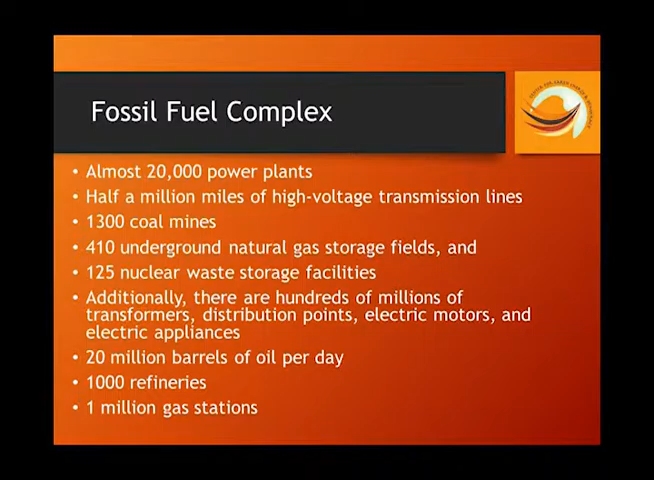 Fossil Fuel Complex
• Almost 20,000 power plants
• Half a million miles of high-voltage transmission lines
• 1300 coal mines
• 410 underground natural gas storage fields, and
• 125 nuclear waste storage facilities
• Additionally, there are hundreds of millions of
transformers, distribution points, electric motors, and
electric appliances
• 20 million barrels of oil per day
• 1000 refineries
• 1 million gas stations